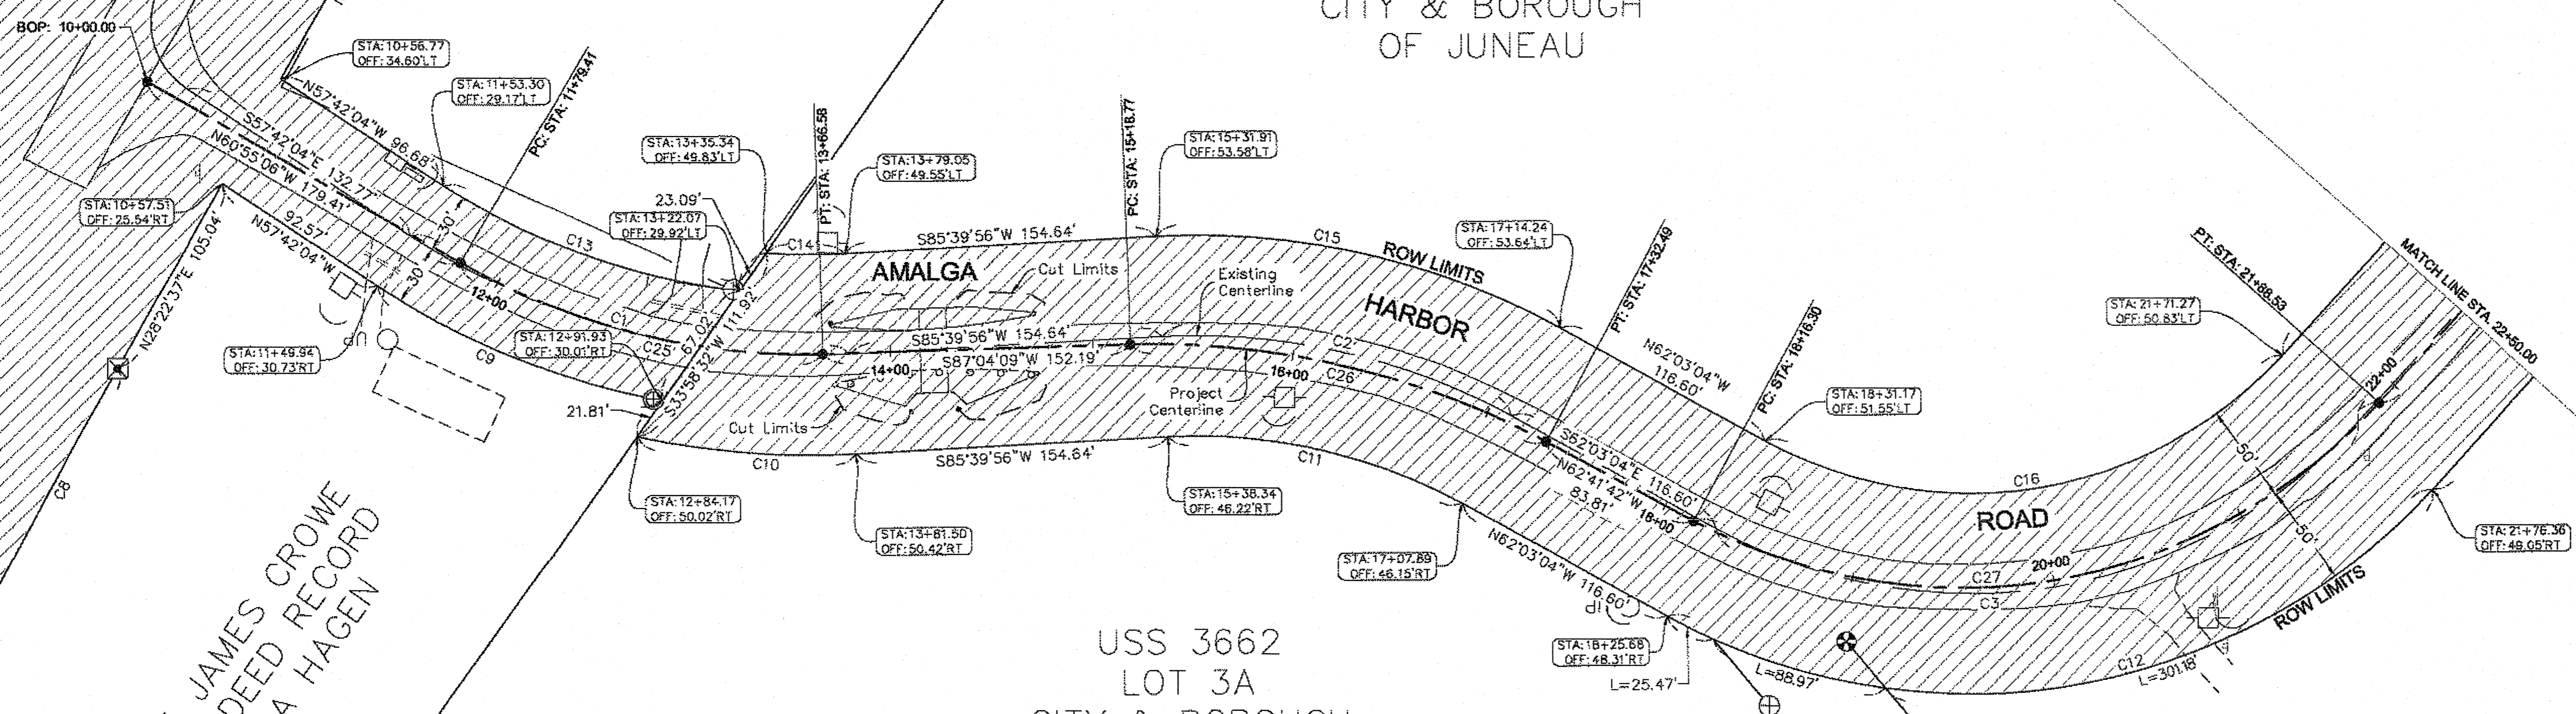 CITY & BOROUGH
OF JUNEAU
BOP: 10+00.00
STA: 10+56.77
OFF: 34.60'LT
STA: 11+53.30
OFF: 29.17'LT
PC: STA: 11+79.41
N57°42'04"W 96.68'
S57°42'04"E 132.77'
N60°55'06"W 179.41'
30'
30'
STA: 10+57.51
OFF: 25.54'RT
N57°42'04"W
92.57'
N28°22'37"E 105.04'
STA: 11+49.94
OFF: 30.73'RT
C8
C9
C13
12+00
C1
C25
STA: 13+35.34
OFF: 49.83'LT
23.09'
STA: 13+22.07
OFF: 29.92'LT
STA: 12+91.93
OFF: 30.01'RT
67.02'
S33°58'32"W 111.92'
21.81'
PT: STA: 13+66.58
STA: 13+79.05
OFF: 49.55'LT
C14
S85°39'56"W 154.64'
AMALGA
Cut Limits
Existing
Centerline
S85°39'56"W 154.64'
S87°04'09"W 152.19'
14+00
Cut Limits
Project
Centerline
C10
S85°39'56"W 154.64'
STA: 12+84.17
OFF: 50.02'RT
STA: 13+81.50
OFF: 50.42'RT
PC: STA: 15+18.77
STA: 15+31.91
OFF: 53.58'LT
C15
ROW LIMITS
HARBOR
C2
16+00
C26
C11
STA: 15+38.34
OFF: 46.22'RT
STA: 17+14.24
OFF: 53.64'LT
PT: STA: 17+32.49
N62°03'04"W
116.60'
PC: STA: 18+16.30
STA: 18+31.17
OFF: 51.55'LT
S62°03'04"E 116.60'
N62°41'42"W
83.81'
18+00
STA: 17+07.89
OFF: 46.15'RT
N62°03'04"W 116.60'
STA: 18+25.68
OFF: 48.31'RT
L=25.47'
L=88.97'
C16
ROAD
C27
20+00
C3
C12
L=301.18'
50'
50'
ROW LIMITS
PT: STA: 21+88.53
STA: 21+71.27
OFF: 50.83'LT
22+00
MATCH LINE STA. 22+50.00
STA: 21+76.36
OFF: 49.05'RT
JAMES CROWE
DEED RECORD
HAGEN
USS 3662
LOT 3A
CITY & BOROUGH